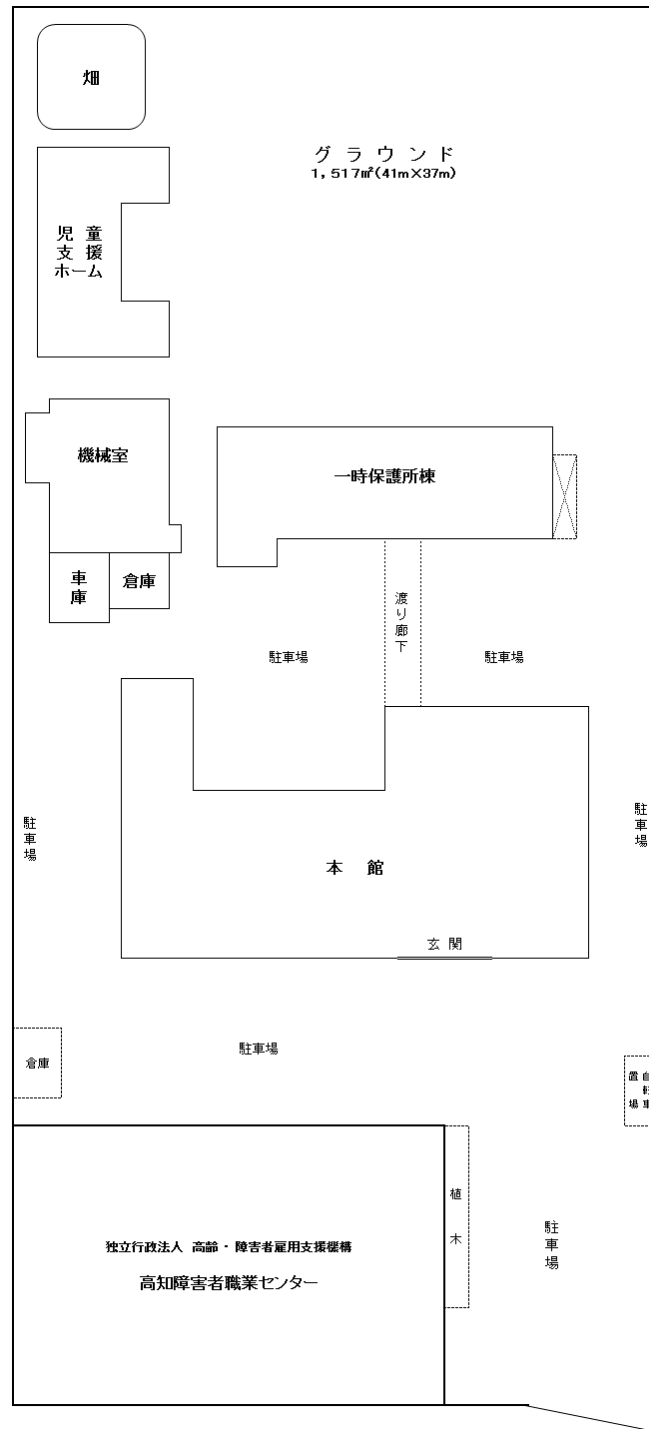 畑
グラウンド
1,517㎡(41m×37m)
児童
支援
ホーム
機械室
一時保護所棟
車庫
倉庫
渡り廊下
駐車場
駐車場
駐車場
駐車場
本館
玄関
倉庫
駐車場
置場
植木
独立行政法人 高齢・障害者雇用支援機構
高知障害者職業センター
駐車場